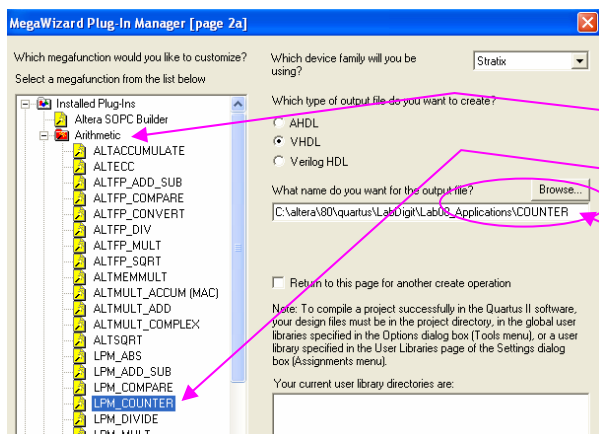 MegaWizard Plug-In Manager [page 2a]
Which megafunction would you like to customize?
Select a megafunction from the list below
Installed Plug-Ins
Altera SOPC Builder
Arithmetic
ALTACCUMULATE
ALTECC
ALTFP_ADD_SUB
ALTFP_COMPARE
ALTFP_CONVERT
ALTFP_DIV
ALTFP_MULT
ALTFP_SQRT
ALTMEMMULT
ALTMULT_ACCUM (MAC)
ALTMULT_ADD
ALTMULT_COMPLEX
ALTSQRT
LPM_ABS
LPM_ADD_SUB
LPM_COMPARE
LPM_COUNTER
LPM_DIVIDE
LPM_MULT
Which device family will you be
using?
Stratix
Which type of output file do you want to create?
AHDL
VHDL
Verilog HDL
What name do you want for the output file?
Browse...
C:\altera\80\quartus\LabDigit\Lab00_Applications\COUNTER
Return to this page for another create operation
Note: To compile a project successfully in the Quartus II software,
your design files must be in the project directory, in the global user
libraries specified in the Options dialog box (Tools menu), or a user
library specified in the User Libraries page of the Settings dialog
box (Assignments menu).
Your current user library directories are: